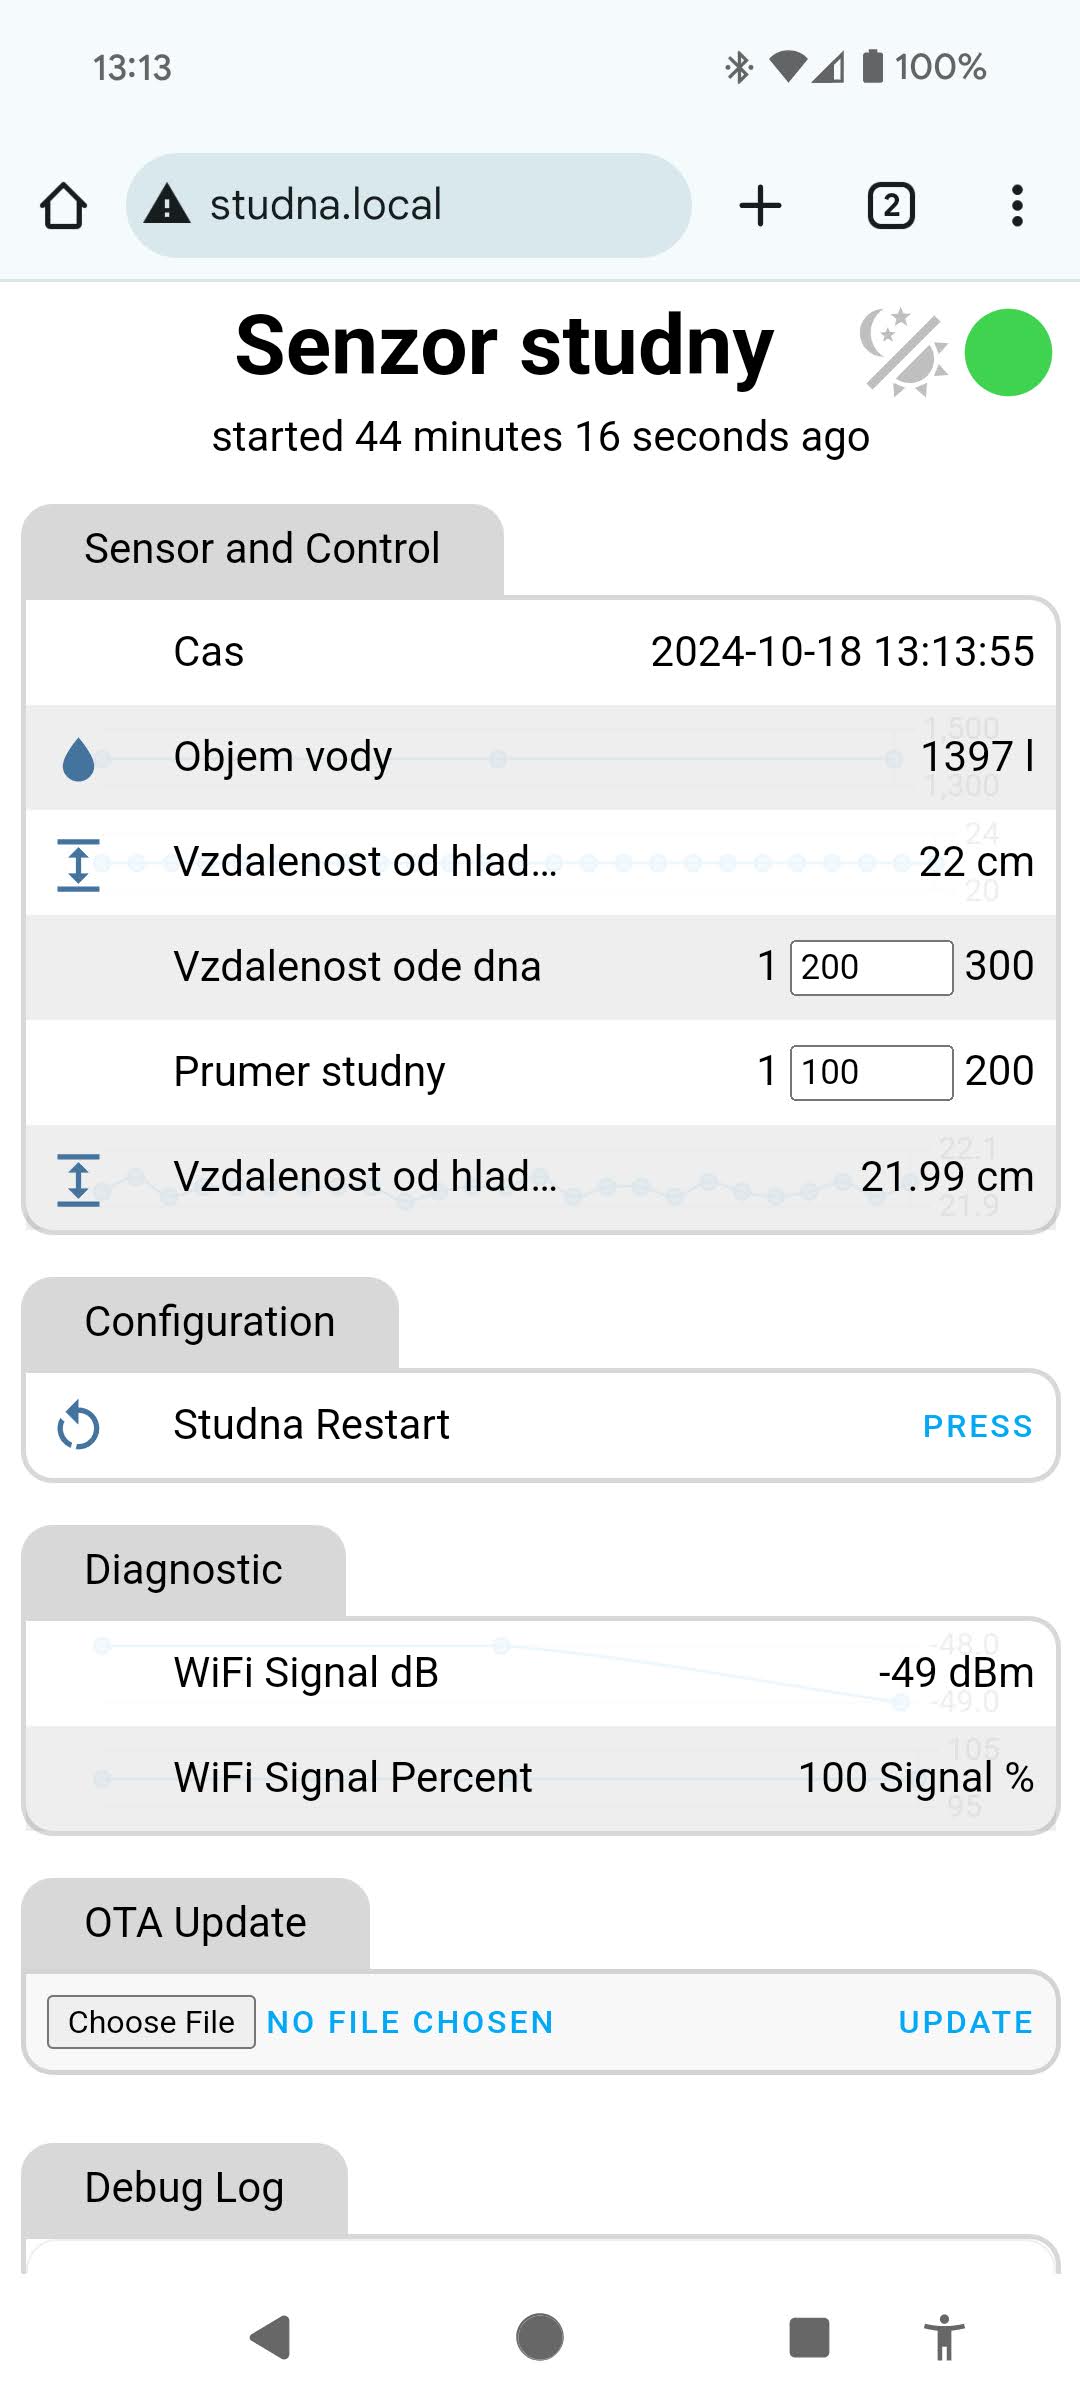 13:13
100%
studna.local
2
Senzor studny
started 44 minutes 16 seconds ago
Sensor and Control
Cas 2024-10-18 13:13:55
1,500
Objem vody 1397 l
1,300
24
Vzdalenost od hlad... 22 cm
20
Vzdalenost ode dna 1 200 300
Prumer studny 1 100 200
22.1
Vzdalenost od hlad... 21.99 cm
21.9
Configuration
Studna Restart PRESS
Diagnostic
-48.0
WiFi Signal dB -49 dBm
-49.0
105
WiFi Signal Percent 100 Signal %
95
OTA Update
Choose File NO FILE CHOSEN UPDATE
Debug Log